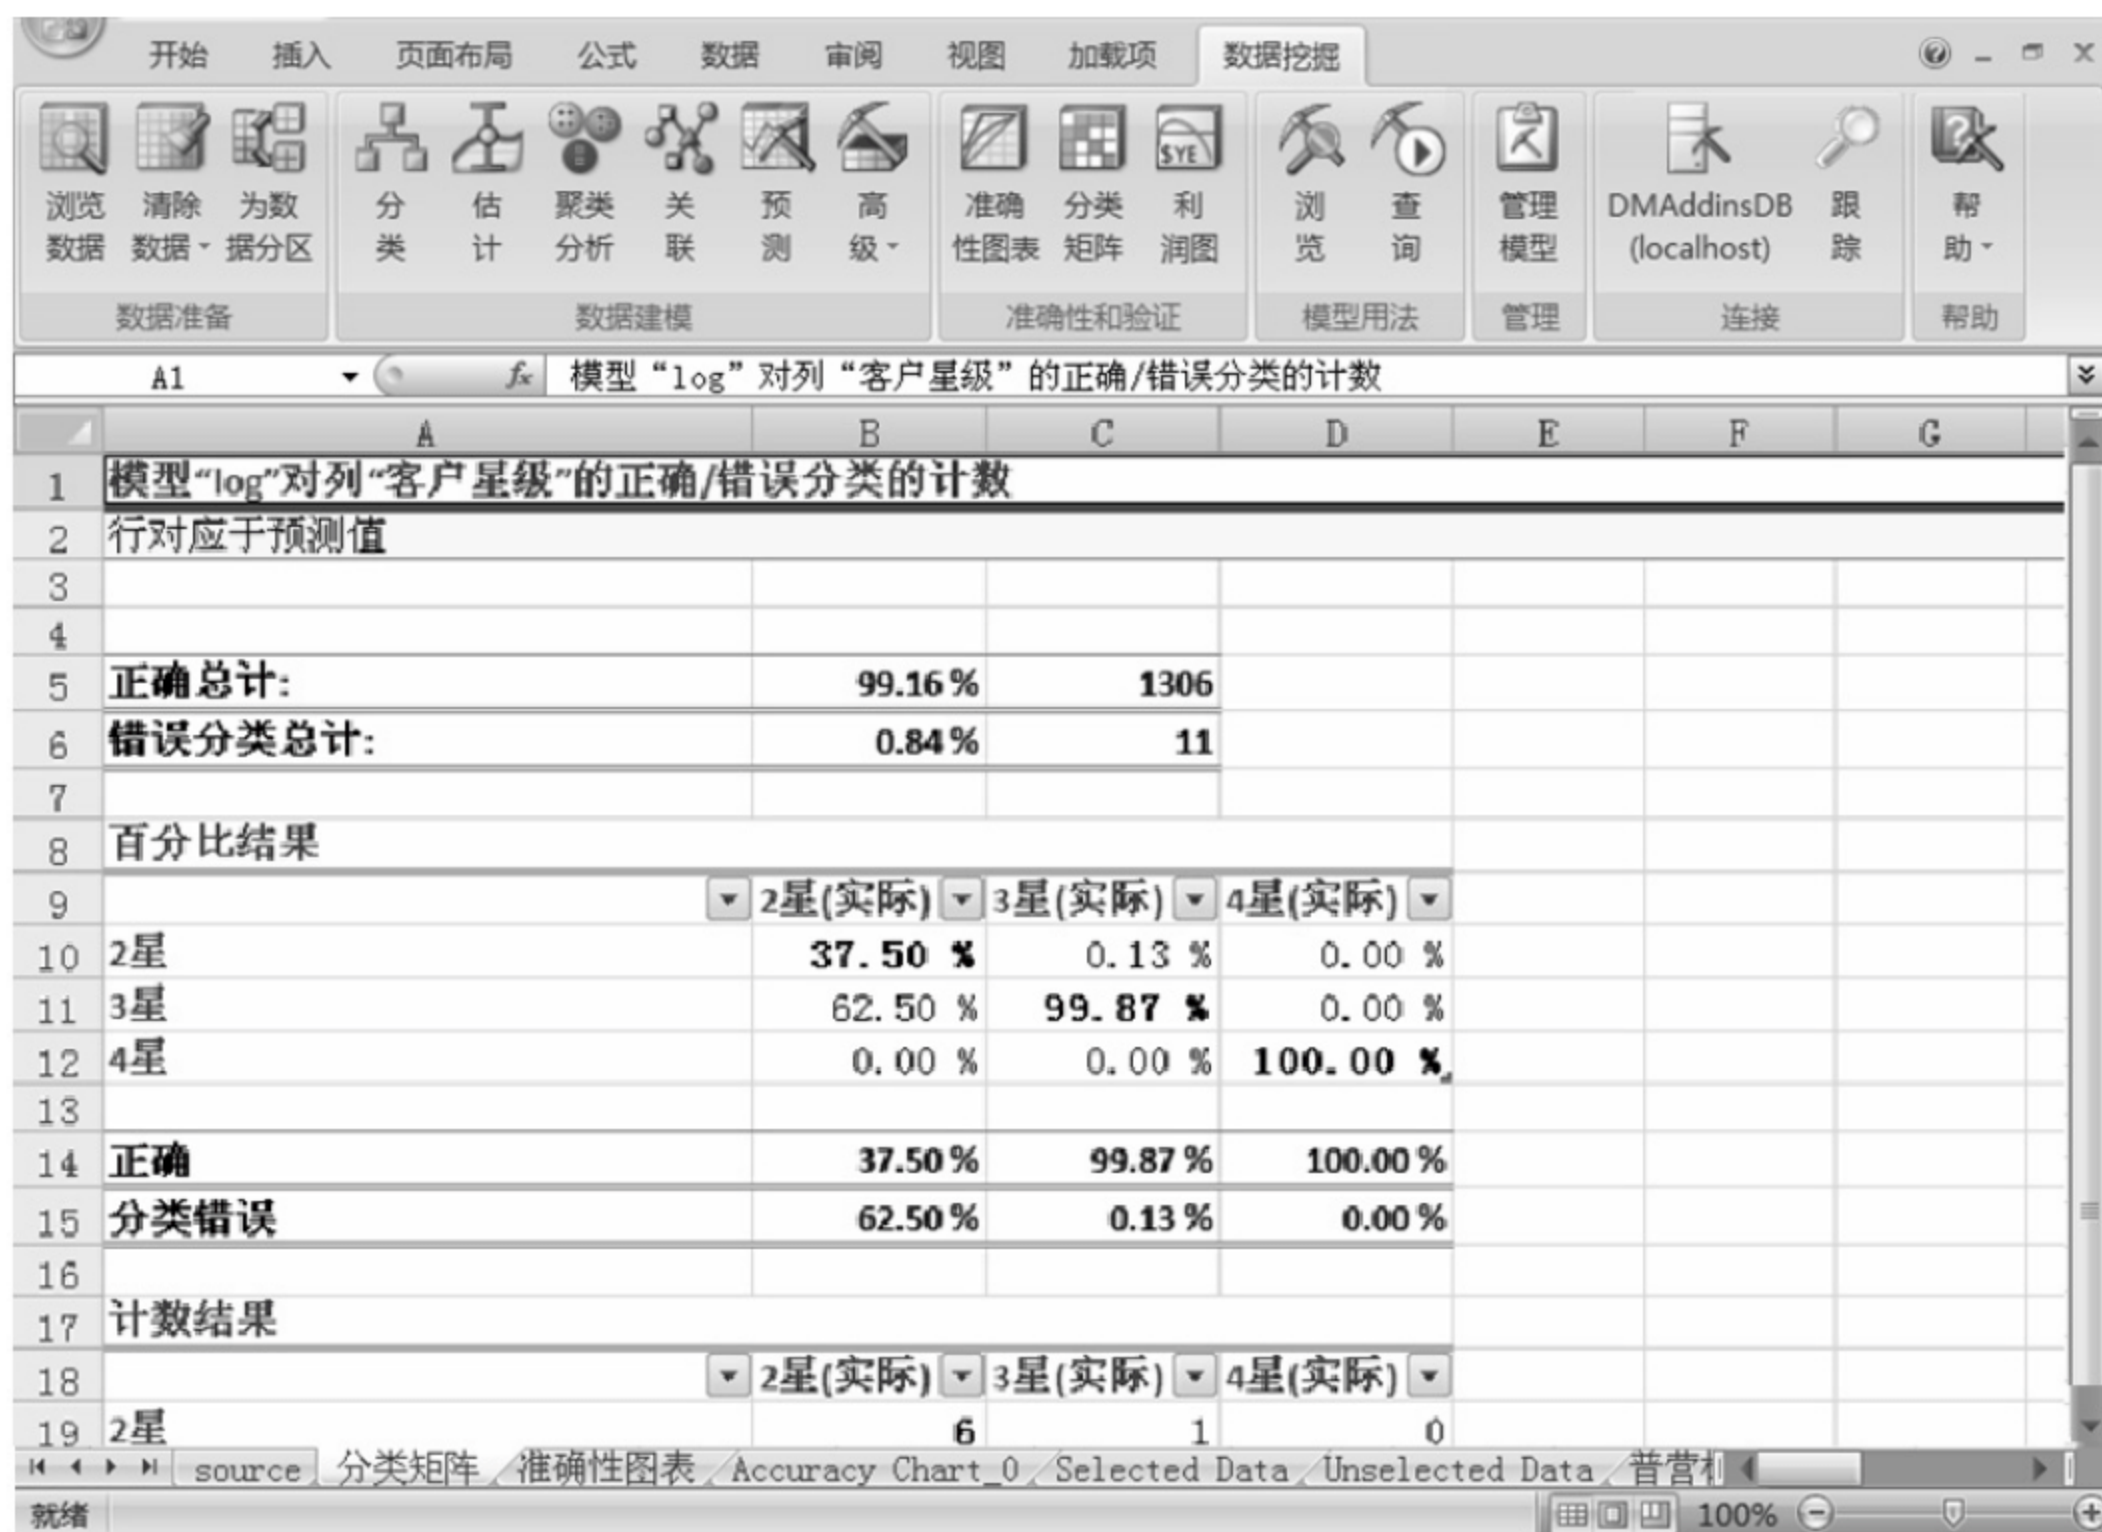 开始 插入 页面布局 公式 数据 审阅 视图 加载项 数据挖掘
浏览 清除 为数 分 估 聚类 关 预 高 准确 分类 利 浏 查 管理 DMAddinsDB 跟 帮
数据 数据 据分区 类 计 分析 联 测 级 性图表 矩阵 润图 览 询 模型 (localhost) 踪 助
数据准备 数据建模 准确性和验证 模型用法 管理 连接 帮助
A1 fx 模型“log”对列“客户星级”的正确/错误分类的计数
A B C D E F G
1 模型“log”对列“客户星级”的正确/错误分类的计数
2 行对应于预测值
3
4
5 正确总计: 99.16% 1306
6 错误分类总计: 0.84% 11
7
8 百分比结果
9 2星(实际) 3星(实际) 4星(实际)
10 2星 37.50 % 0.13 % 0.00 %
11 3星 62.50 % 99.87 % 0.00 %
12 4星 0.00 % 0.00 % 100.00 %
13
14 正确 37.50% 99.87% 100.00%
15 分类错误 62.50% 0.13% 0.00%
16
17 计数结果
18 2星(实际) 3星(实际) 4星(实际)
19 2星 6 1 0
source 分类矩阵 准确性图表 Accuracy Chart_0 Selected Data Unselected Data 普营
就绪 100%